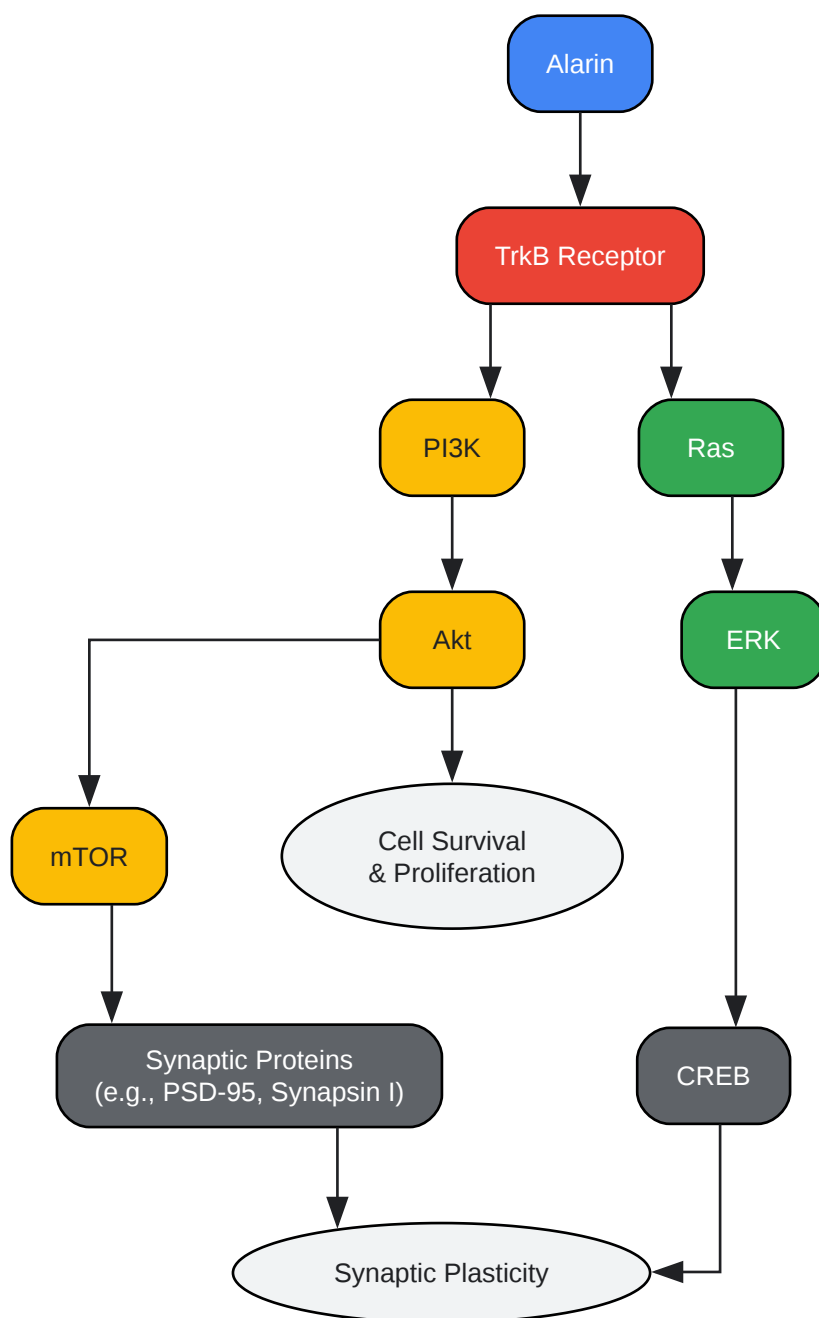 Alarin
TrkB Receptor
PI3K
Ras
Akt
ERK
mTOR
Cell Survival
& Proliferation
Synaptic Proteins
(e.g., PSD-95, Synapsin I)
CREB
Synaptic Plasticity